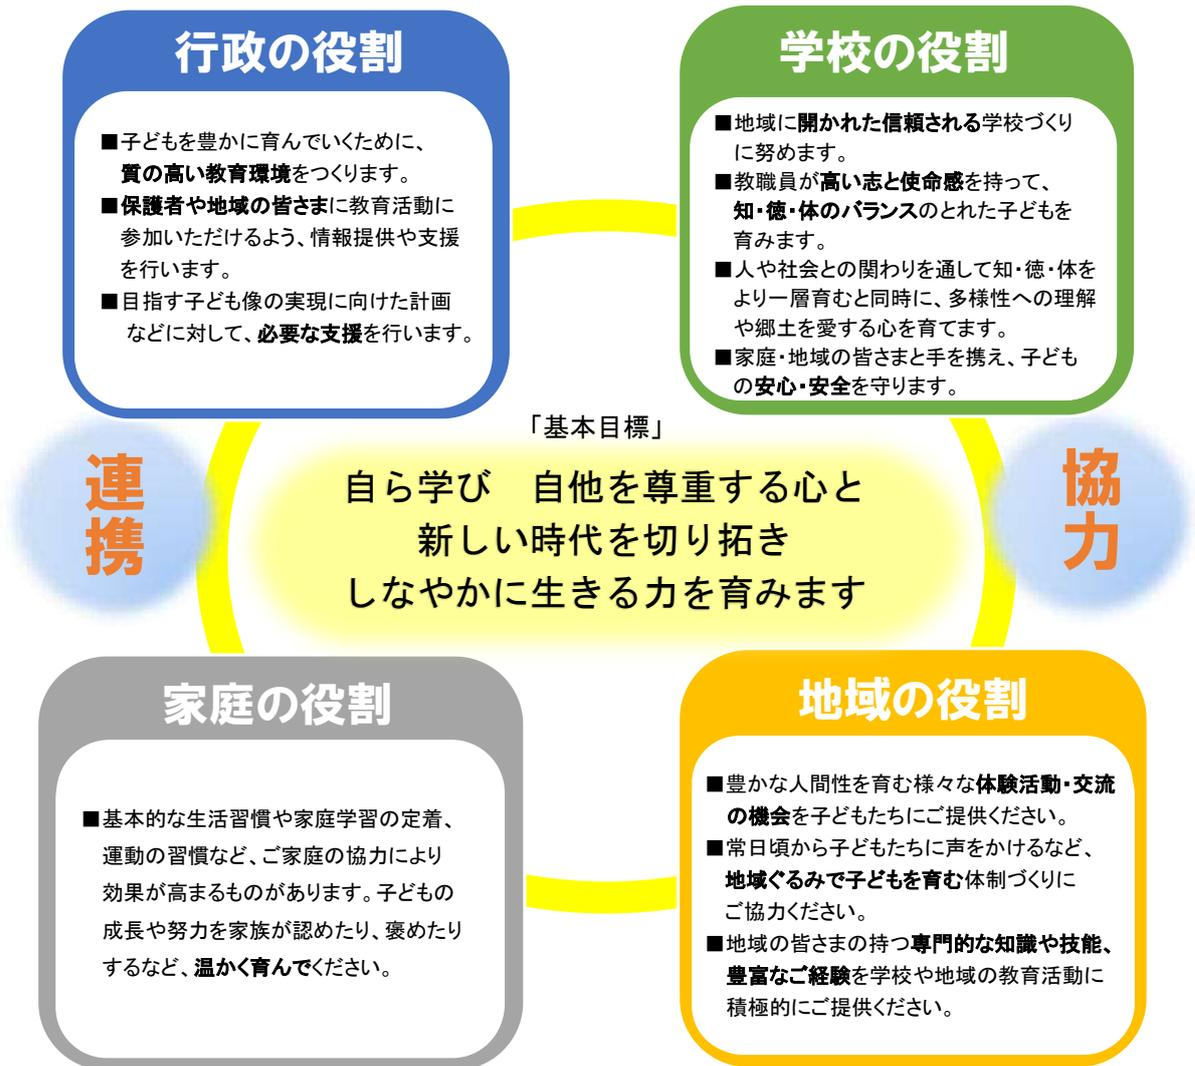 行政の役割
■子どもを豊かに育んでいくために、
質の高い教育環境をつくります。
■保護者や地域の皆さまに教育活動に
参加いただけるよう、情報提供や支援
を行います。
■目指す子ども像の実現に向けた計画
などに対して、必要な支援を行います。
学校の役割
■地域に開かれた信頼される学校づくり
に努めます。
■教職員が高い志と使命感を持って、
知・徳・体のバランスのとれた子どもを
育みます。
■人や社会との関わりを通して知・徳・体を
より一層育むと同時に、多様性への理解
や郷土を愛する心を育てます。
■家庭・地域の皆さまと手を携え、子ども
の安心・安全を守ります。
連携
「基本目標」
自ら学び　自他を尊重する心と
新しい時代を切り拓き
しなやかに生きる力を育みます
協力
家庭の役割
■基本的な生活習慣や家庭学習の定着、
運動の習慣など、ご家庭の協力により
効果が高まるものがあります。子どもの
成長や努力を家族が認めたり、褒めたり
するなど、温かく育んでください。
地域の役割
■豊かな人間性を育む様々な体験活動・交流
の機会を子どもたちにご提供ください。
■常日頃から子どもたちに声をかけるなど、
地域ぐるみで子どもを育む体制づくりに
ご協力ください。
■地域の皆さまの持つ専門的な知識や技能、
豊富なご経験を学校や地域の教育活動に
積極的にご提供ください。